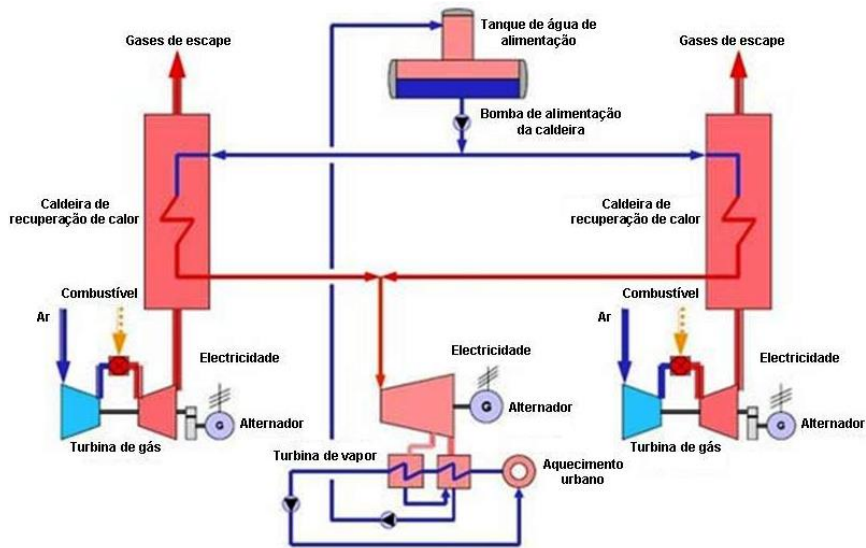 Gases de escape
Tanque de água de
alimentação
Gases de escape
Bomba de alimentação
da caldeira
Caldeira de
recuperação de calor
Caldeira de
recuperação de calor
Combustível
Ar
Electricidade
G
Alternador
Turbina de gás
Electricidade
G
Alternador
Turbina de vapor
Aquecimento
urbano
Combustível
Ar
Electricidade
G
Alternador
Turbina de gás